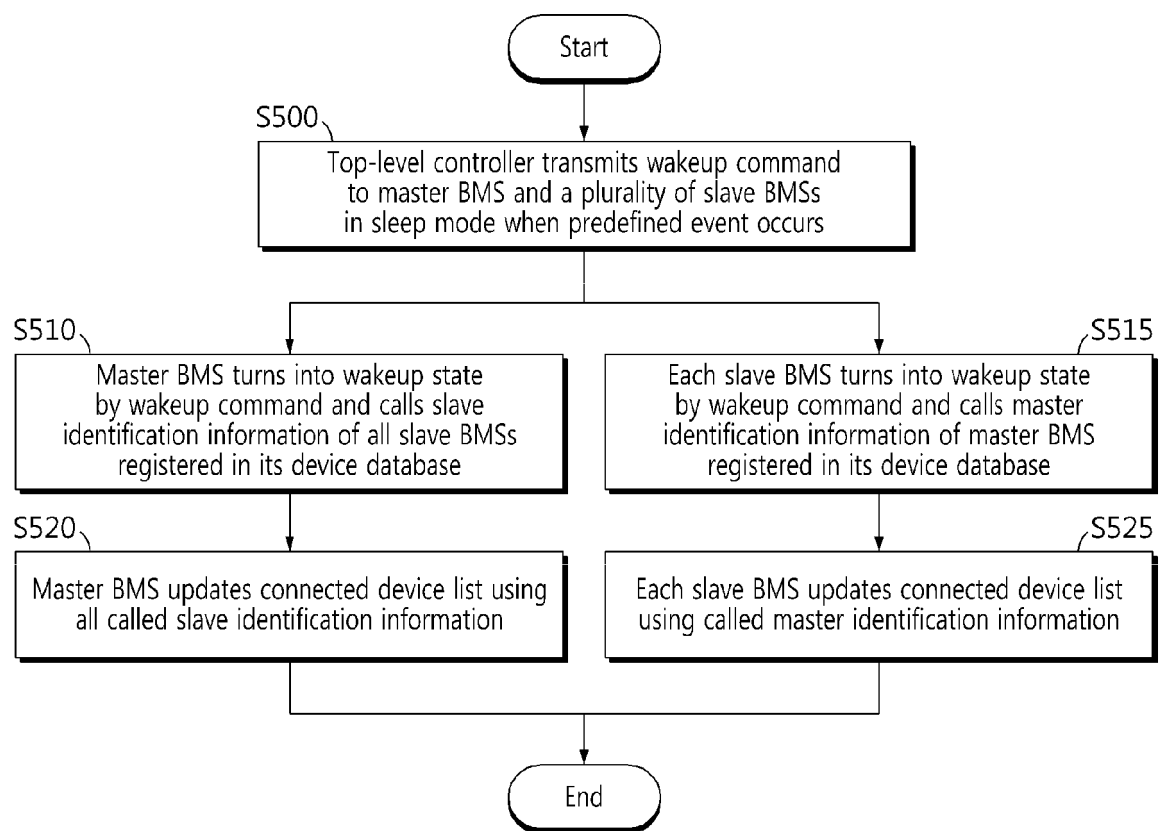 Start
S500
Top-level controller transmits wakeup command
to master BMS and a plurality of slave BMSs
in sleep mode when predefined event occurs
S510
Master BMS turns into wakeup state
by wakeup command and calls slave
identification information of all slave BMSs
registered in its device database
S515
Each slave BMS turns into wakeup state
by wakeup command and calls master
identification information of master BMS
registered in its device database
S520
Master BMS updates connected device list using
all called slave identification information
S525
Each slave BMS updates connected device list
using called master identification information
End